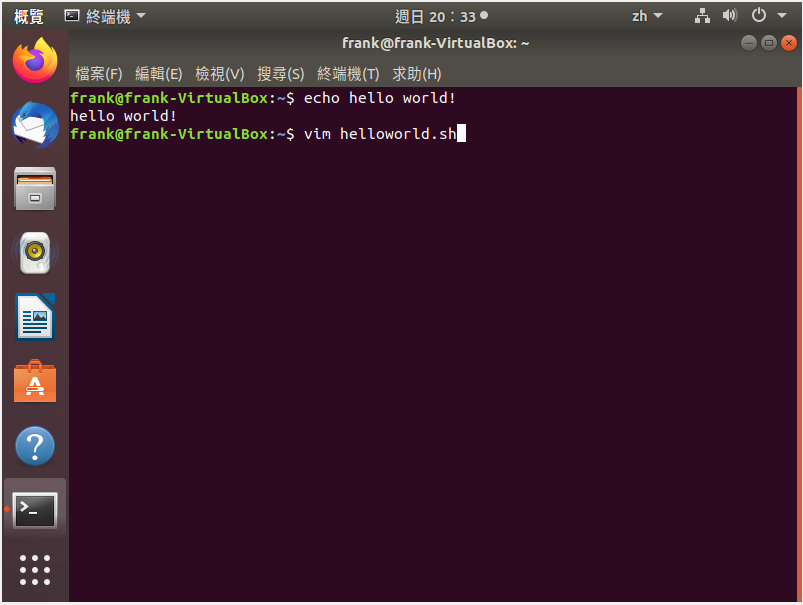 概覽 終端機 週日 20：33 zh
frank@frank-VirtualBox: ~
檔案(F) 編輯(E) 檢視(V) 搜尋(S) 終端機(T) 求助(H)
frank@frank-VirtualBox:~$ echo hello world!
hello world!
frank@frank-VirtualBox:~$ vim helloworld.sh